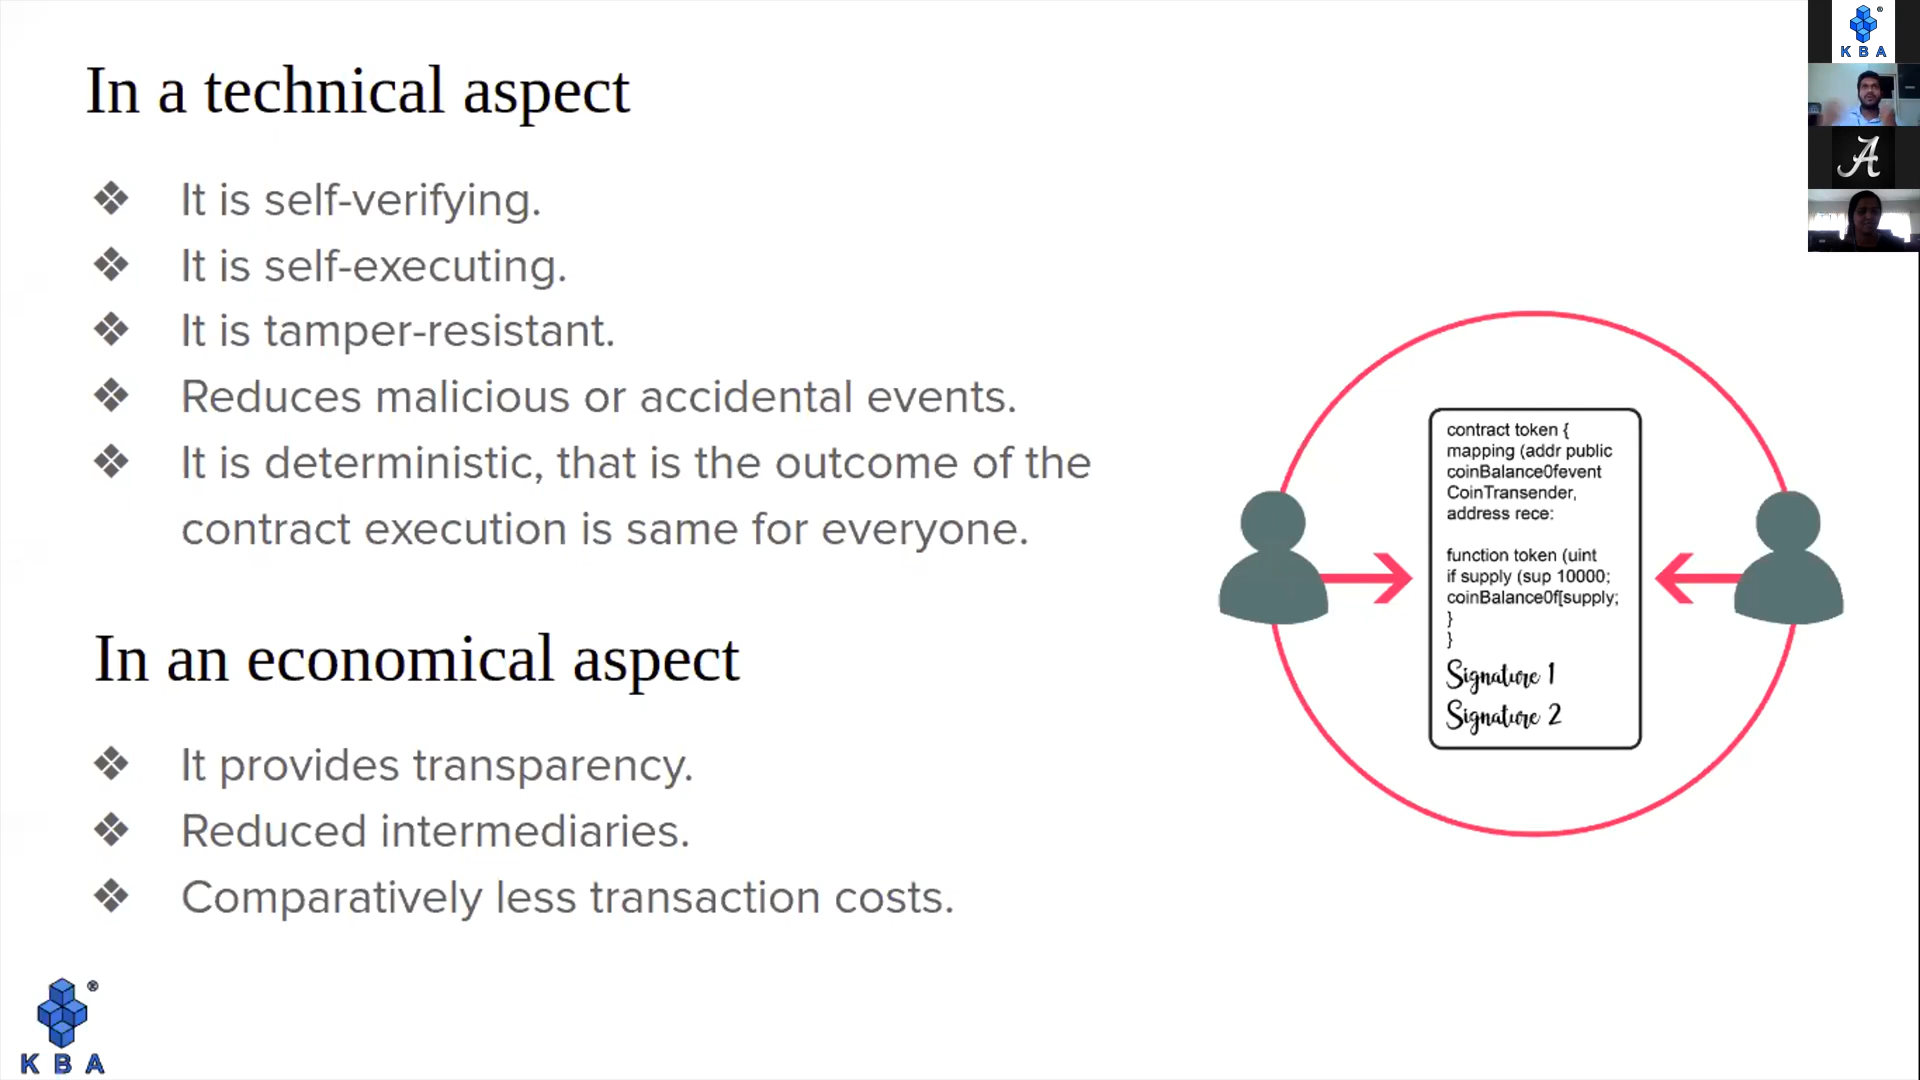 In a technical aspect
❖ It is self-verifying.
❖ It is self-executing.
❖ It is tamper-resistant.
❖ Reduces malicious or accidental events.
❖ It is deterministic, that is the outcome of the
contract execution is same for everyone.
In an economical aspect
❖ It provides transparency.
❖ Reduced intermediaries.
❖ Comparatively less transaction costs.
contract token {
mapping (addr public
coinBalance0fevent
CoinTransender,
address rece:
function token (uint
if supply (sup 10000;
coinBalance0f[supply;
}
}
Signature 1
Signature 2
KBA
®
KBA
®
A